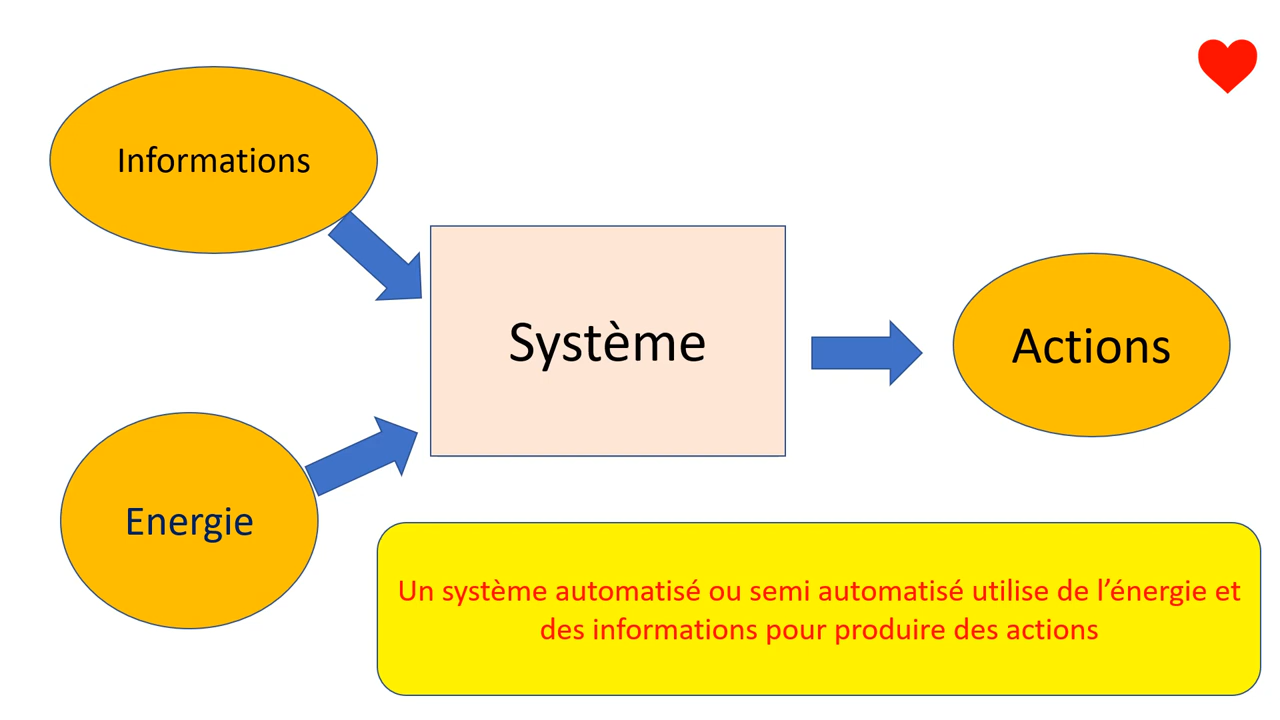 Informations
Système
Actions
Energie
Un système automatisé ou semi automatisé utilise de l’énergie et
des informations pour produire des actions